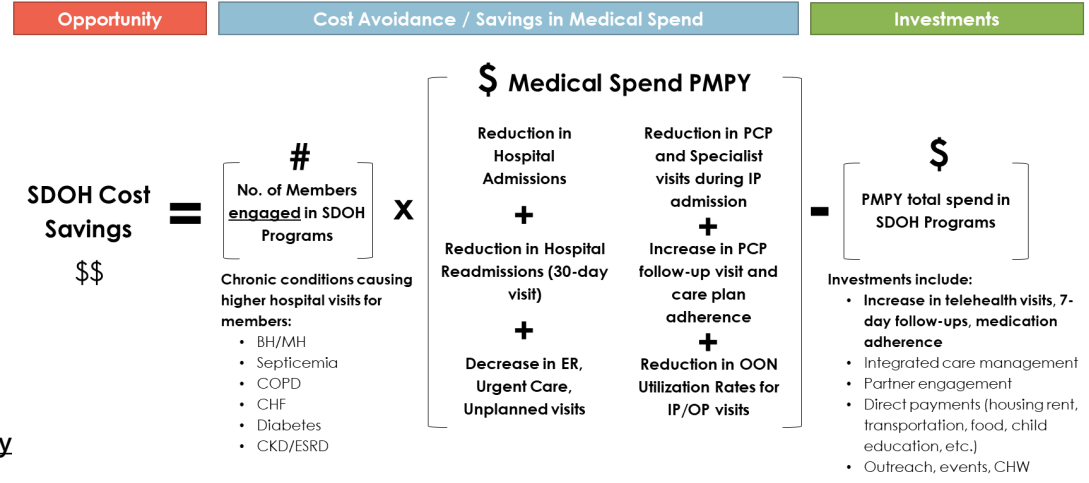 Opportunity
Cost Avoidance / Savings in Medical Spend
Investments
SDOH Cost
Savings
$$
=
#
No. of Members
engaged in SDOH
Programs
Chronic conditions causing
higher hospital visits for
members:
• BH/MH
• Septicemia
• COPD
• CHF
• Diabetes
• CKD/ESRD
x
$ Medical Spend PMPY
Reduction in
Hospital
Admissions
+
Reduction in Hospital
Readmissions (30-day
visit)
+
Decrease in ER,
Urgent Care,
Unplanned visits
Reduction in PCP
and Specialist
visits during IP
admission
+
Increase in PCP
follow-up visit and
care plan
adherence
+
Reduction in OON
Utilization Rates for
IP/OP visits
-
$
PMPY total spend in
SDOH Programs
Investments include:
• Increase in telehealth visits, 7-
day follow-ups, medication
adherence
• Integrated care management
• Partner engagement
• Direct payments (housing rent,
transportation, food, child
education, etc.)
• Outreach, events, CHW
y